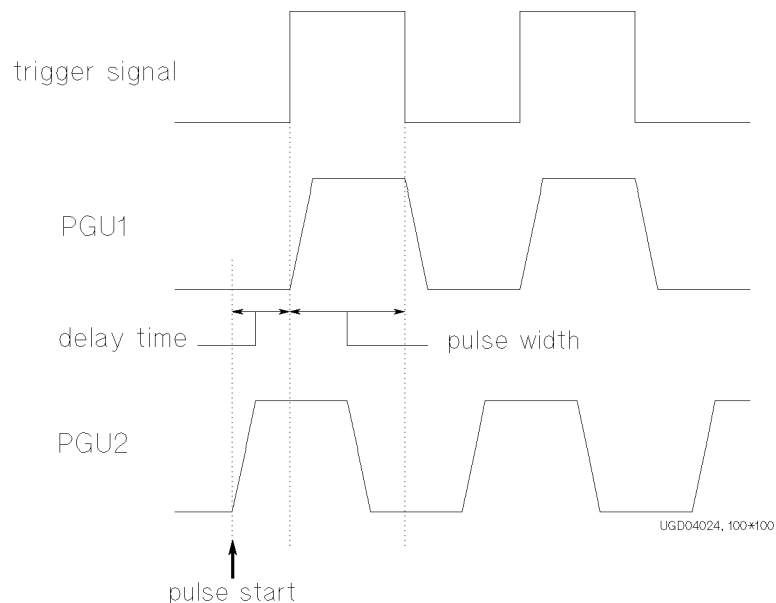 trigger signal
PGU1
delay time
pulse width
PGU2
UGD04024, 100*100
pulse start